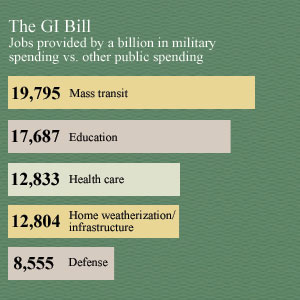 The GI Bill
Jobs provided by a billion in military
spending vs. other public spending
19,795 Mass transit
17,687 Education
12,833 Health care
12,804 Home weatherization/
infrastructure
8,555 Defense